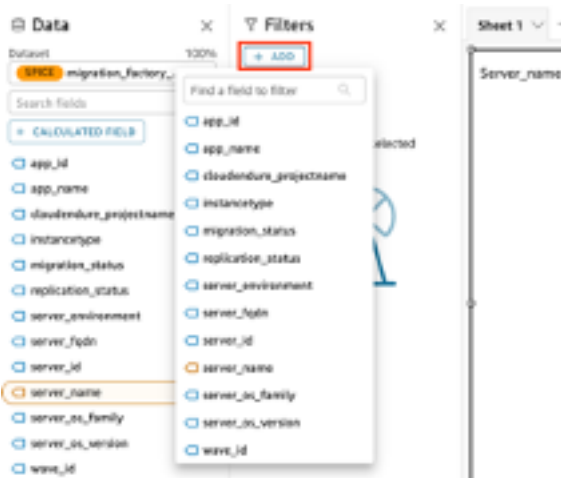 Data
Dataset
100%
SPICE migration_factory_
Search fields
+ CALCULATED FIELD
app_id
app_name
cloudendure_projectname
instancetype
migration_status
replication_status
server_environment
server_fqdn
server_id
server_name
server_os_family
server_os_version
wave_id
Filters
+ ADD
Find a field to filter
app_id
app_name
cloudendure_projectname
instancetype
migration_status
replication_status
server_environment
server_fqdn
server_id
server_name
server_os_family
server_os_version
wave_id
elected
Sheet 1
Server_name